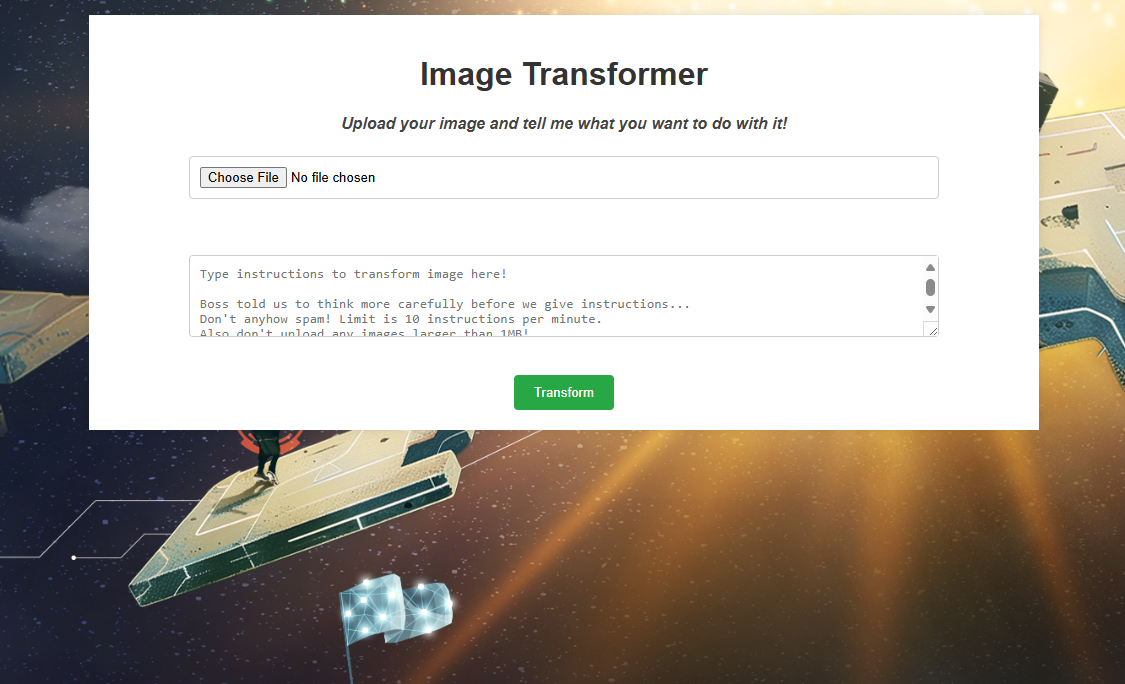 Image Transformer
Upload your image and tell me what you want to do with it!
Choose File No file chosen
Type instructions to transform image here!
Boss told us to think more carefully before we give instructions...
Don't anyhow spam! Limit is 10 instructions per minute.
Also don't upload any images larger than 1MB!
Transform